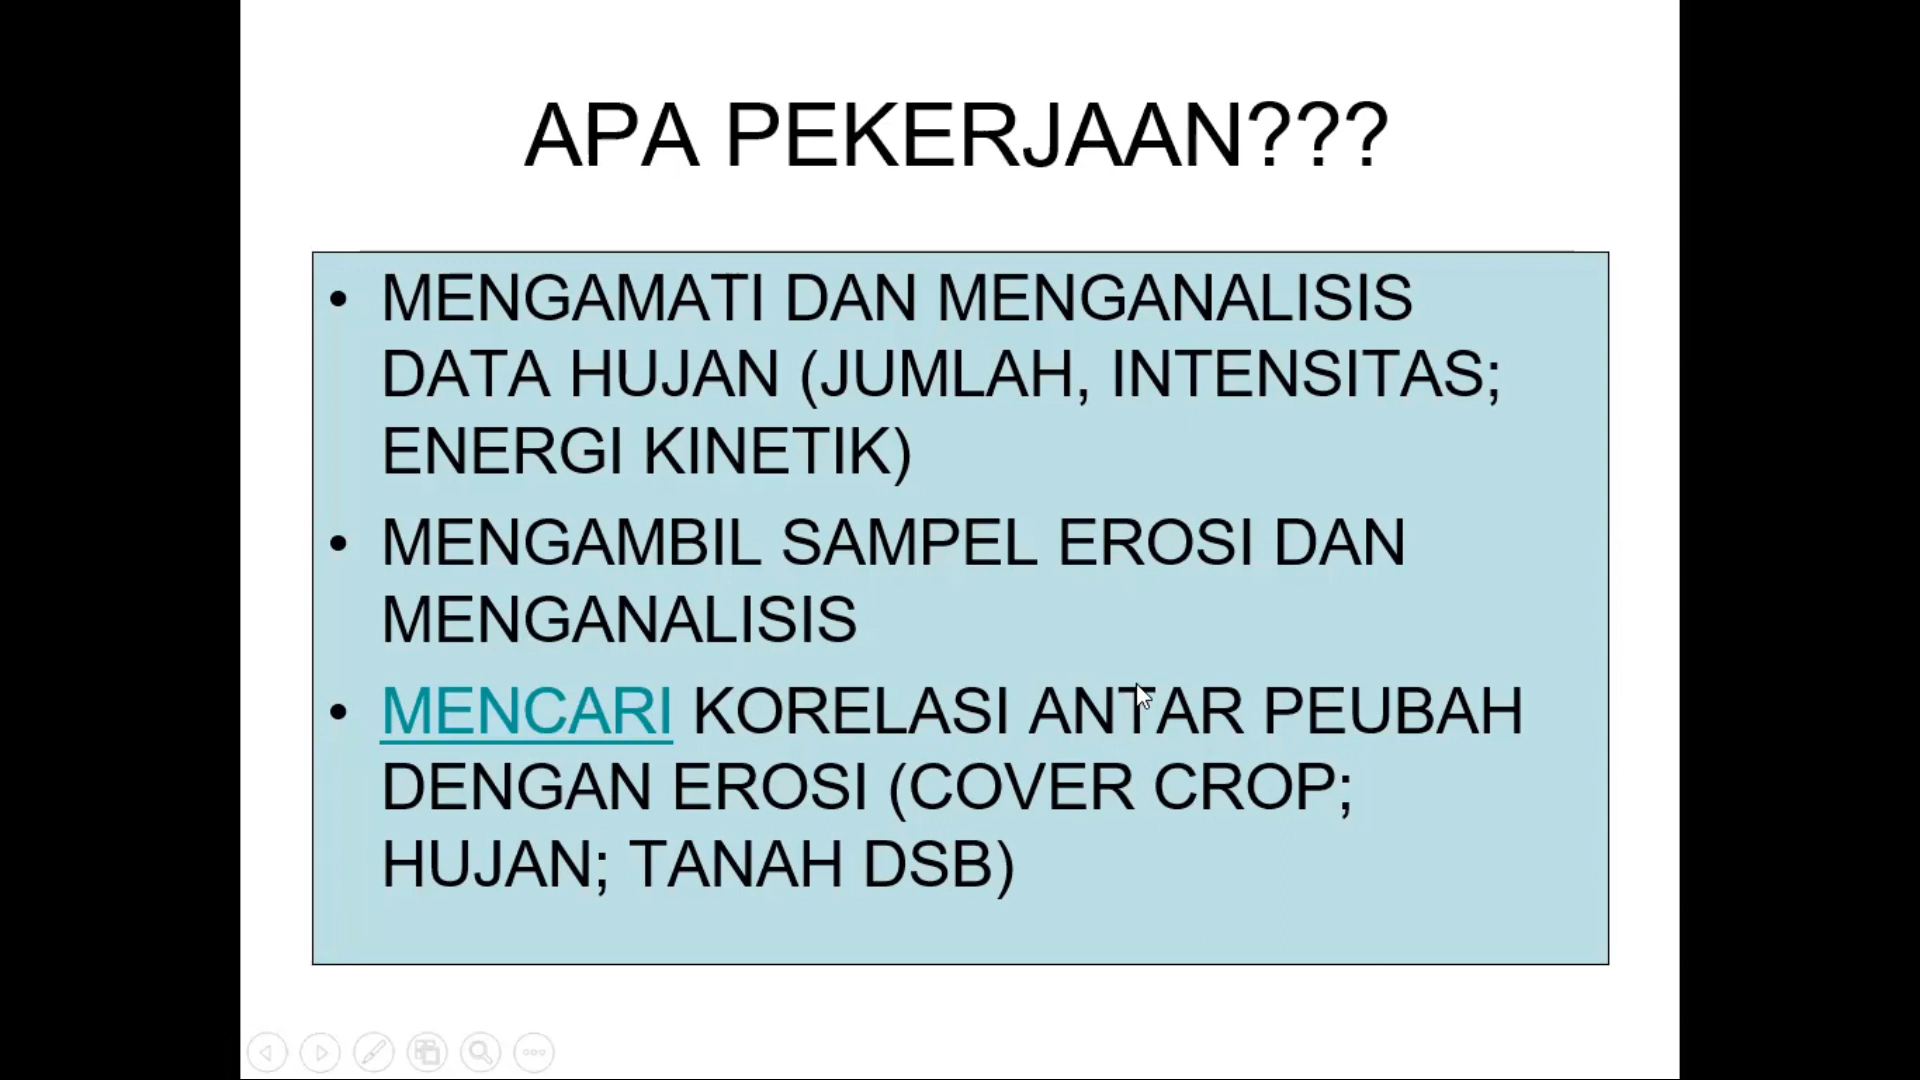 APA PEKERJAAN???
• MENGAMATI DAN MENGANALISIS
DATA HUJAN (JUMLAH, INTENSITAS;
ENERGI KINETIK)
• MENGAMBIL SAMPEL EROSI DAN
MENGANALISIS
• MENCARI KORELASI ANTAR PEUBAH
DENGAN EROSI (COVER CROP;
HUJAN; TANAH DSB)